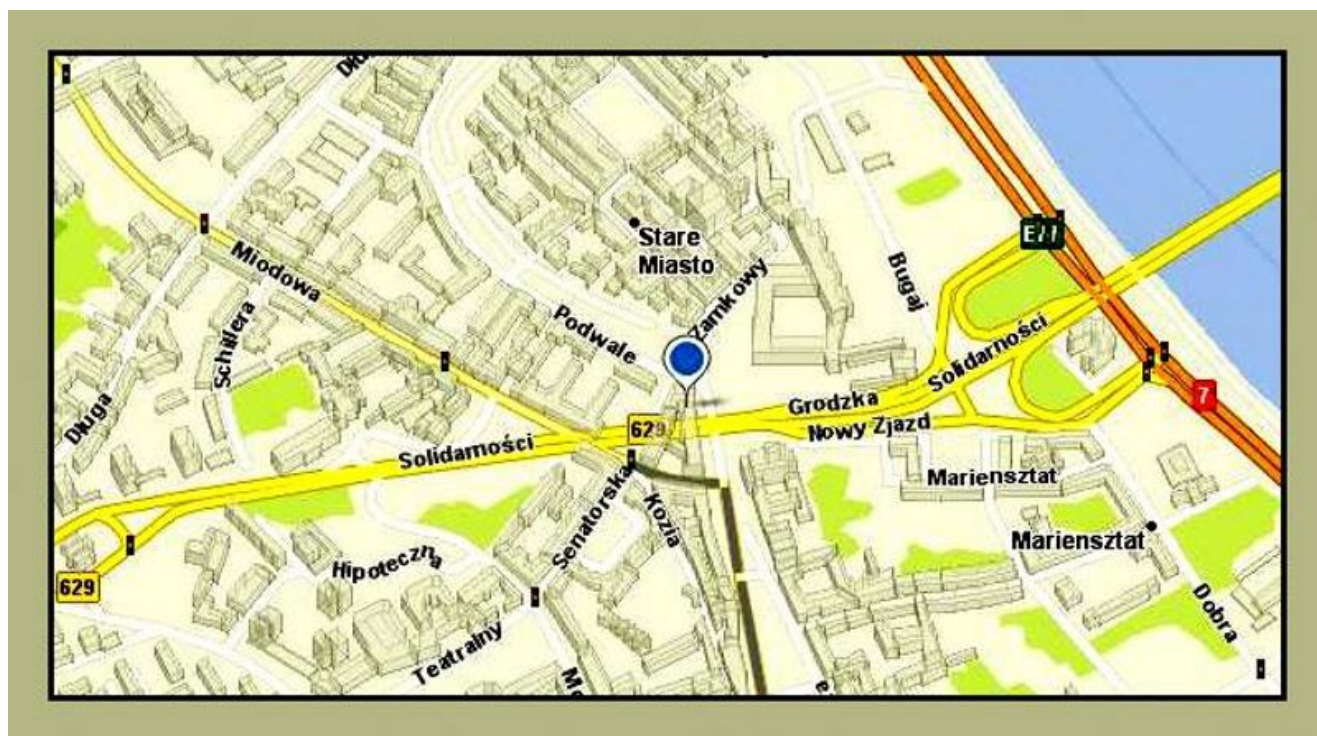 Stare
Miasto
Miodowa
Zamkowy
Bugaj
E77
Schillera
Podwale
Solidarności
7
Długa
Grodzka
629
Nowy Zjazd
Solidarności
Mariensztat
Senatorska
Kozia
Mariensztat
Hipoteczna
629
Dobra
Teatralny